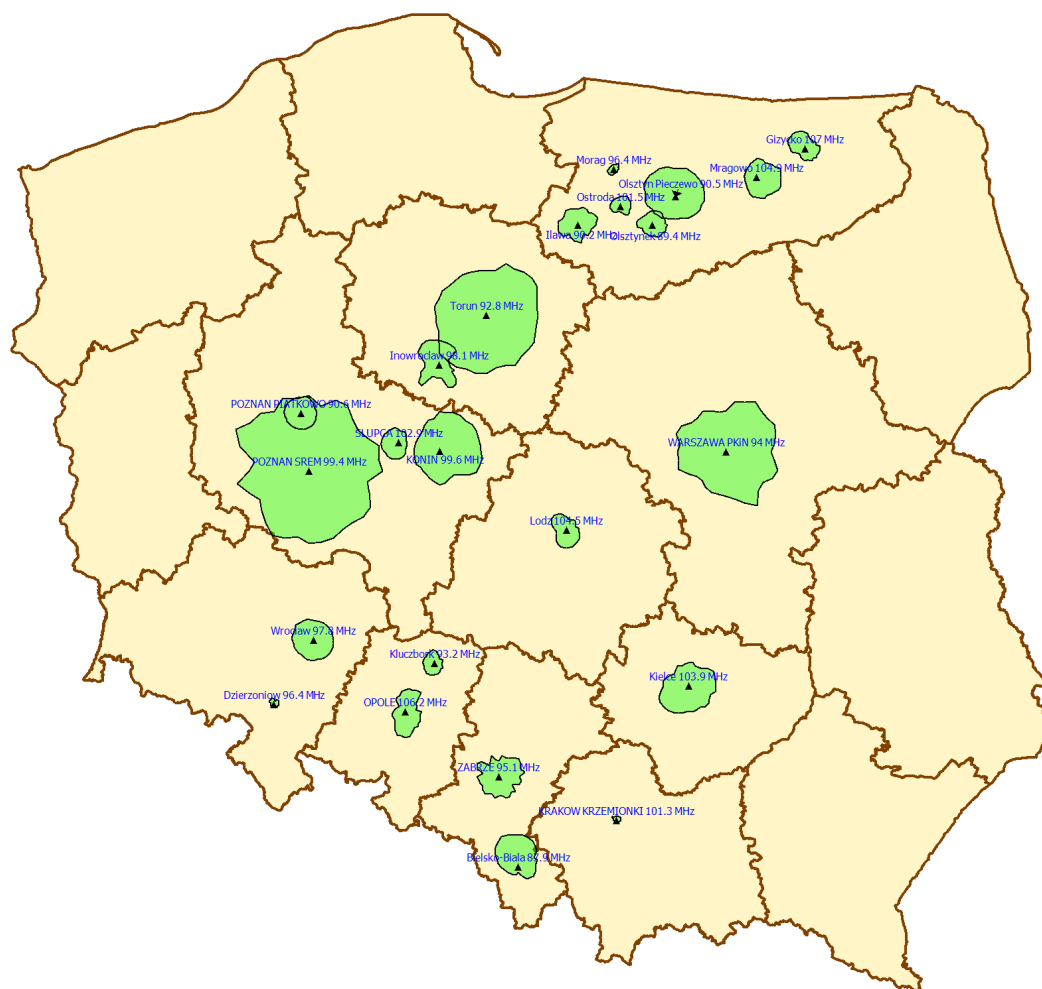 Gizycko 107 MHz
Morag 96.4 MHz
Mragowo 104.9 MHz
Olsztyn Pieczewo 90.5 MHz
Ostroda 101.5 MHz
Ilawa 90.2 MHz
Olsztynek 89.4 MHz
Torun 92.8 MHz
Inowroclaw 98.1 MHz
POZNAN PIATKOWO 90.6 MHz
SLUPCA 102.9 MHz
WARSZAWA PKiN 94 MHz
KONIN 99.6 MHz
POZNAN SREM 99.4 MHz
Lodz 104.5 MHz
Wroclaw 97.8 MHz
Kluczbork 93.2 MHz
Kielce 103.9 MHz
Dzierzoniow 96.4 MHz
OPOLE 106.2 MHz
ZABRZE 95.1 MHz
KRAKOW KRZEMIONKI 101.3 MHz
Bielsko-Biala 87.9 MHz